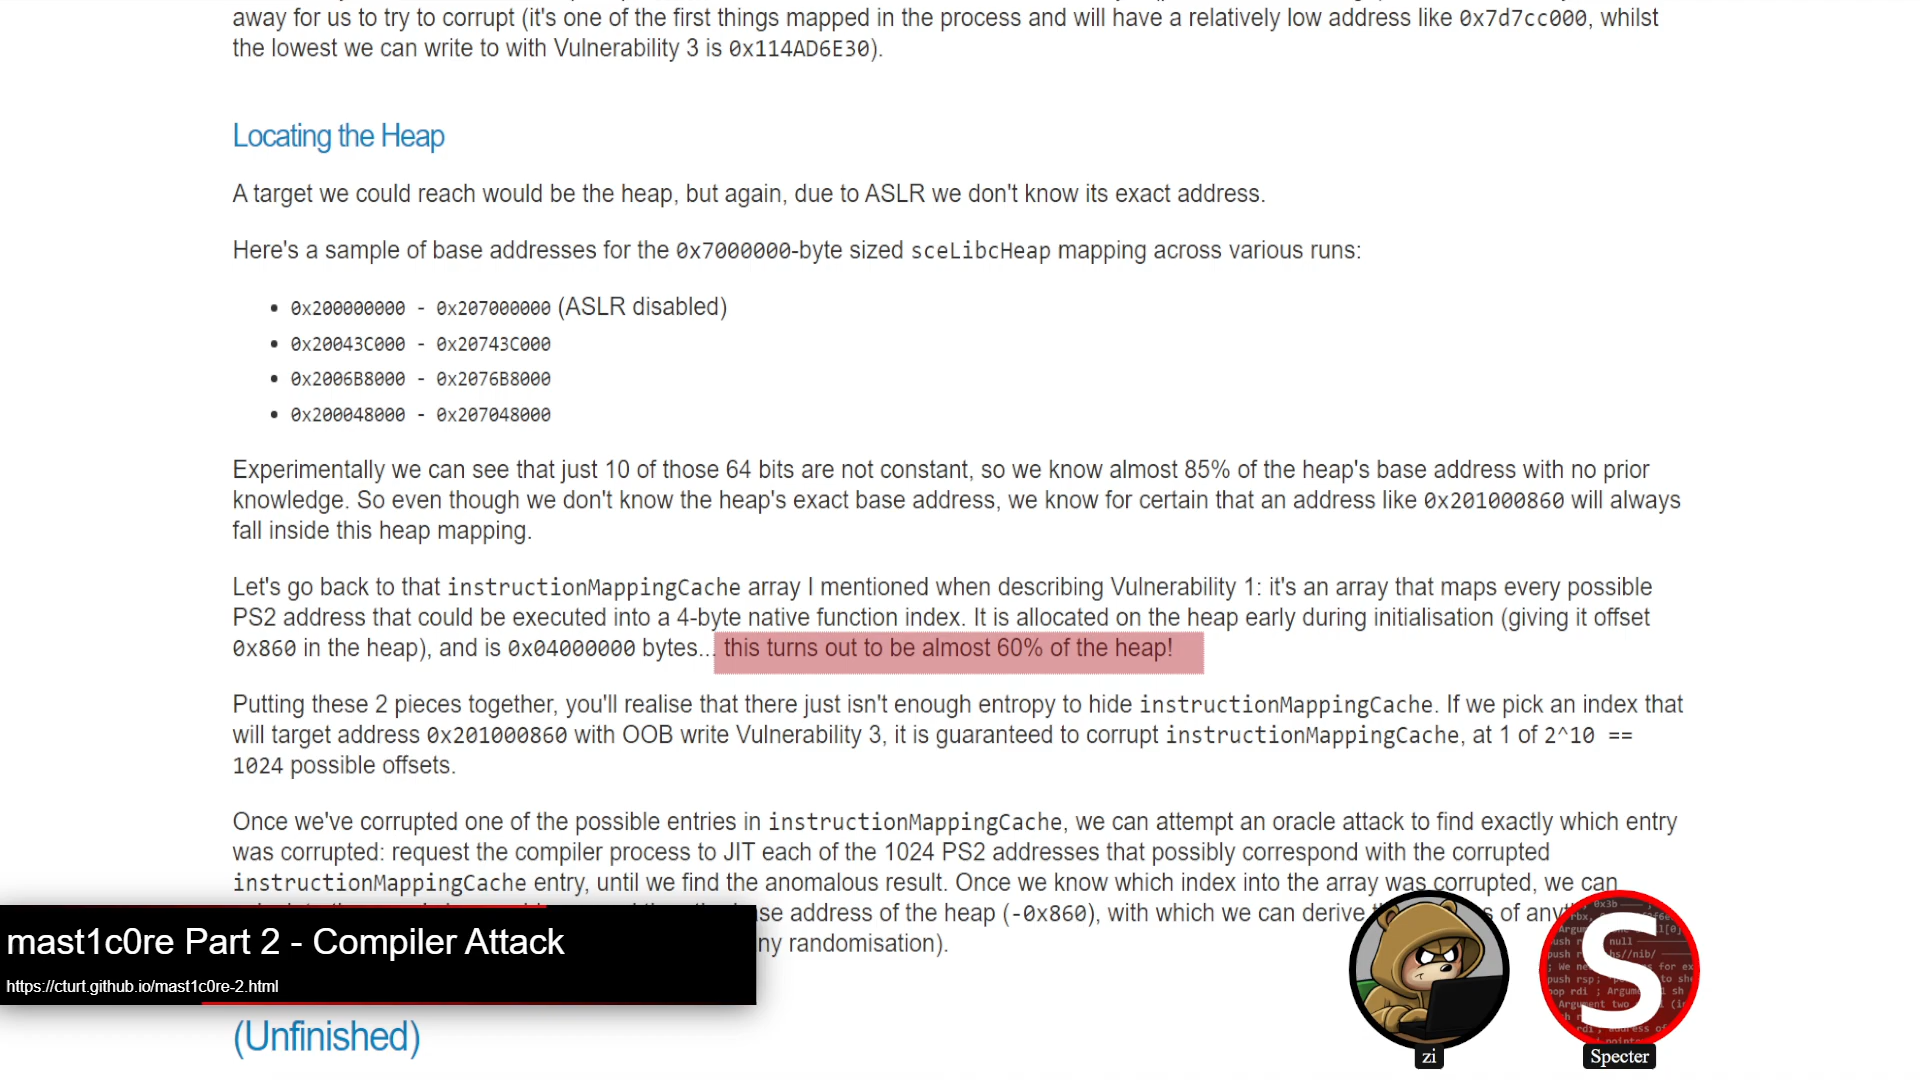 away for us to try to corrupt (it's one of the first things mapped in the process and will have a relatively low address like 0x7d7cc000, whilst
the lowest we can write to with Vulnerability 3 is 0x114AD6E30).
Locating the Heap
A target we could reach would be the heap, but again, due to ASLR we don't know its exact address.
Here's a sample of base addresses for the 0x7000000-byte sized sceLibcHeap mapping across various runs:
• 0x200000000 - 0x207000000 (ASLR disabled)
• 0x20043C000 - 0x20743C000
• 0x2006B8000 - 0x2076B8000
• 0x200048000 - 0x207048000
Experimentally we can see that just 10 of those 64 bits are not constant, so we know almost 85% of the heap's base address with no prior
knowledge. So even though we don't know the heap's exact base address, we know for certain that an address like 0x201000860 will always
fall inside this heap mapping.
Let's go back to that instructionMappingCache array I mentioned when describing Vulnerability 1: it's an array that maps every possible
PS2 address that could be executed into a 4-byte native function index. It is allocated on the heap early during initialisation (giving it offset
0x860 in the heap), and is 0x04000000 bytes... this turns out to be almost 60% of the heap!
Putting these 2 pieces together, you'll realise that there just isn't enough entropy to hide instructionMappingCache. If we pick an index that
will target address 0x201000860 with OOB write Vulnerability 3, it is guaranteed to corrupt instructionMappingCache, at 1 of 2^10 ==
1024 possible offsets.
Once we've corrupted one of the possible entries in instructionMappingCache, we can attempt an oracle attack to find exactly which entry
was corrupted: request the compiler process to JIT each of the 1024 PS2 addresses that possibly correspond with the corrupted
instructionMappingCache entry, until we find the anomalous result. Once we know which index into the array was corrupted, we can
address of the heap (-0x860), with which we can derive of
randomisation).
mast1c0re Part 2 - Compiler Attack
https://cturt.github.io/mast1c0re-2.html
(Unfinished)
zi
S
Specter